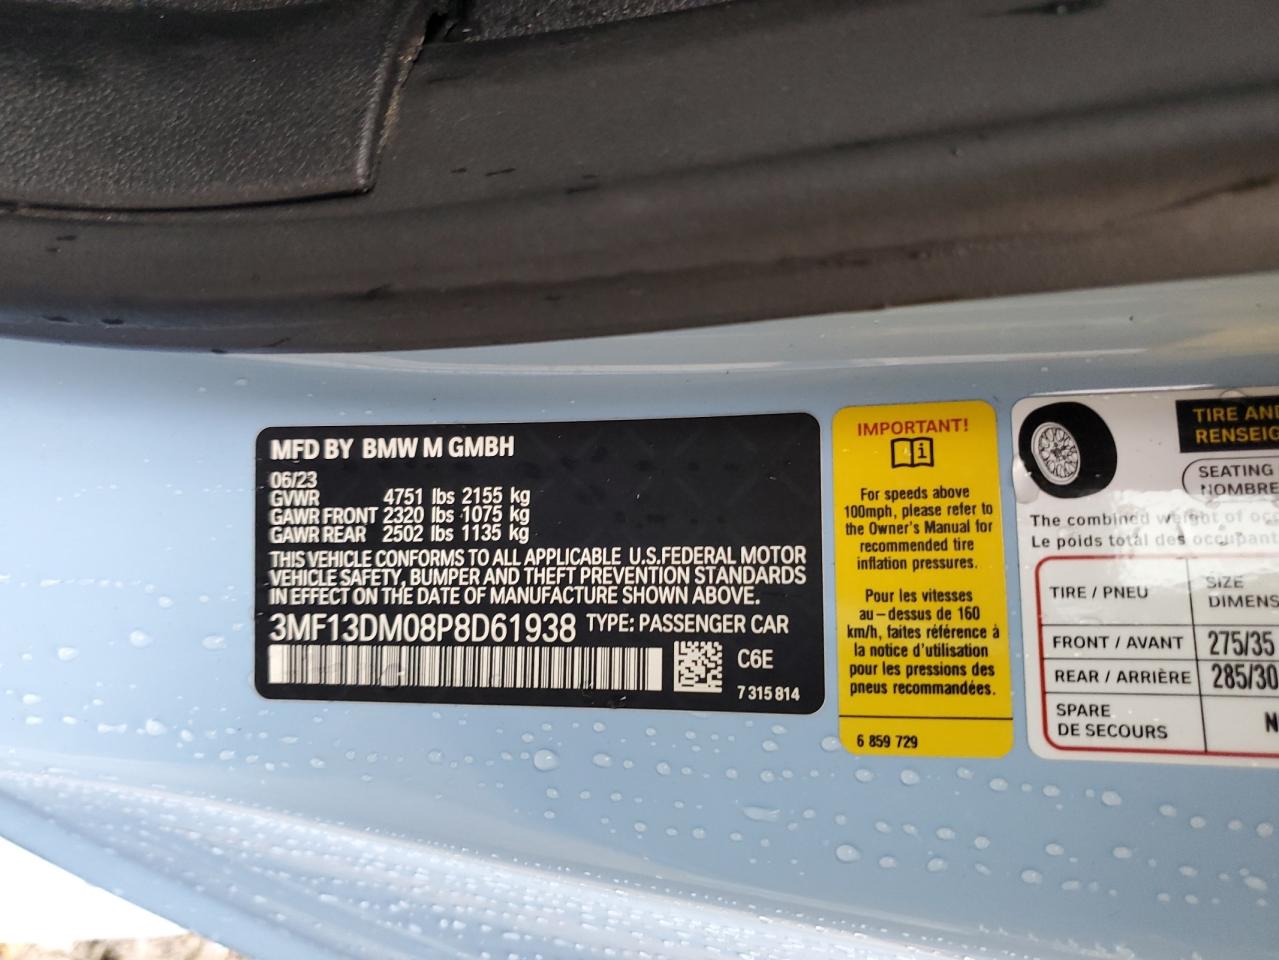 MFD BY BMW M GMBH
06/23
GVWR 4751 lbs 2155 kg
GAWR FRONT 2320 lbs 1075 kg
GAWR REAR 2502 lbs 1135 kg
THIS VEHICLE CONFORMS TO ALL APPLICABLE U.S.FEDERAL MOTOR
VEHICLE SAFETY, BUMPER AND THEFT PREVENTION STANDARDS
IN EFFECT ON THE DATE OF MANUFACTURE SHOWN ABOVE.
3MF13DM08P8D61938 TYPE: PASSENGER CAR
C6E
7 315 814
IMPORTANT!
For speeds above
100mph, please refer to
the Owner's Manual for
recommended tire
inflation pressures.
Pour les vitesses
au-dessus de 160
km/h, faites référence à
la notice d'utilisation
pour les pressions des
pneus recommandées.
6 859 729
TIRE AND
RENSEIG
SEATING
NOMBRE
The combined weight of occ
Le poids total des occupant
TIRE / PNEU
SIZE
DIMENS
FRONT / AVANT 275/35
REAR / ARRIÈRE 285/30
SPARE
DE SECOURS
N